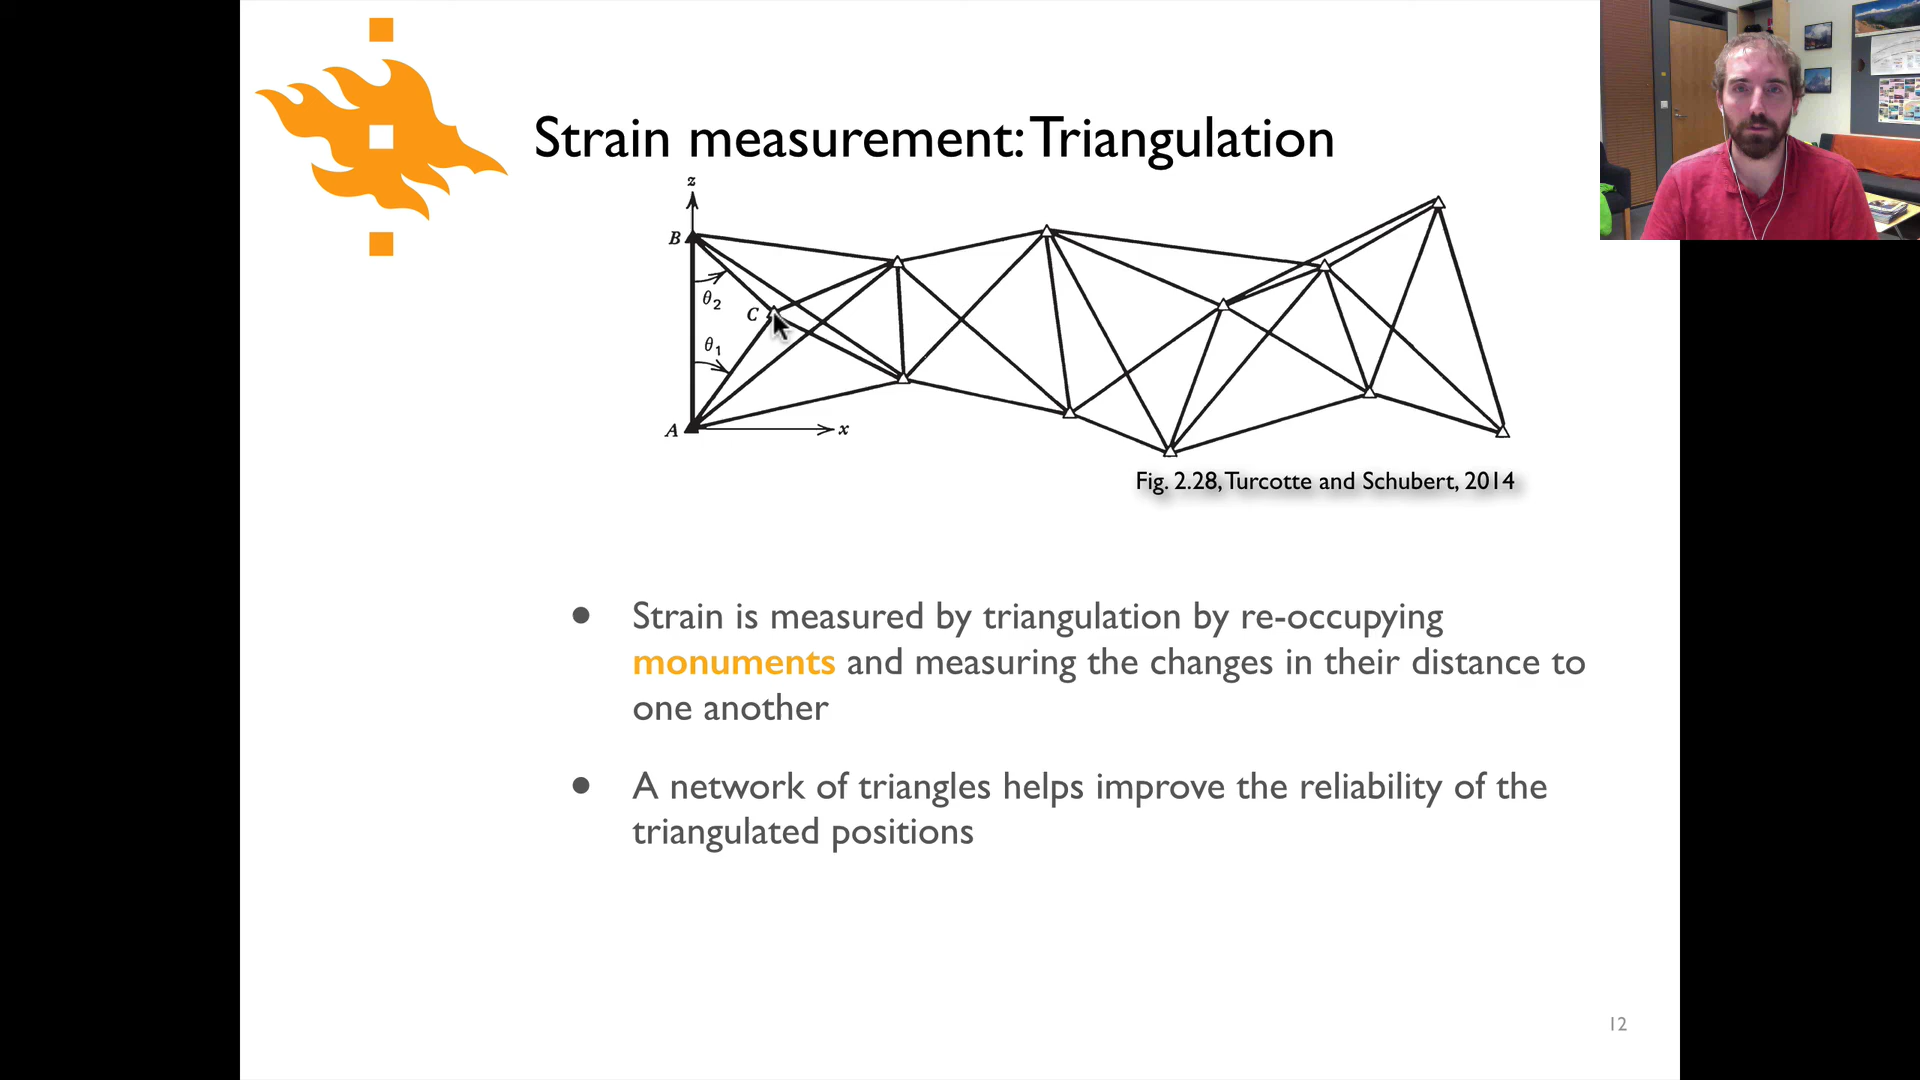 Strain measurement: Triangulation
z
B
θ2
C
θ1
A
x
Fig. 2.28, Turcotte and Schubert, 2014
• Strain is measured by triangulation by re-occupying
monuments and measuring the changes in their distance to
one another
• A network of triangles helps improve the reliability of the
triangulated positions
12